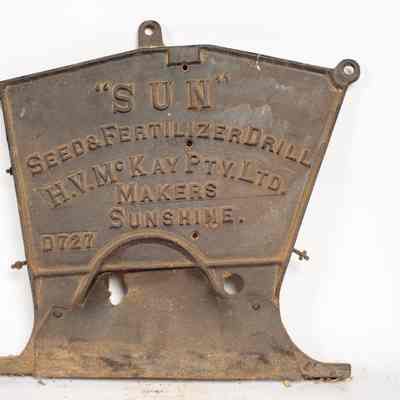 "SUN"
SEED & FERTILIZER DRILL
H.V. McKAY PTY. LTD.
MAKERS
SUNSHINE.
D727